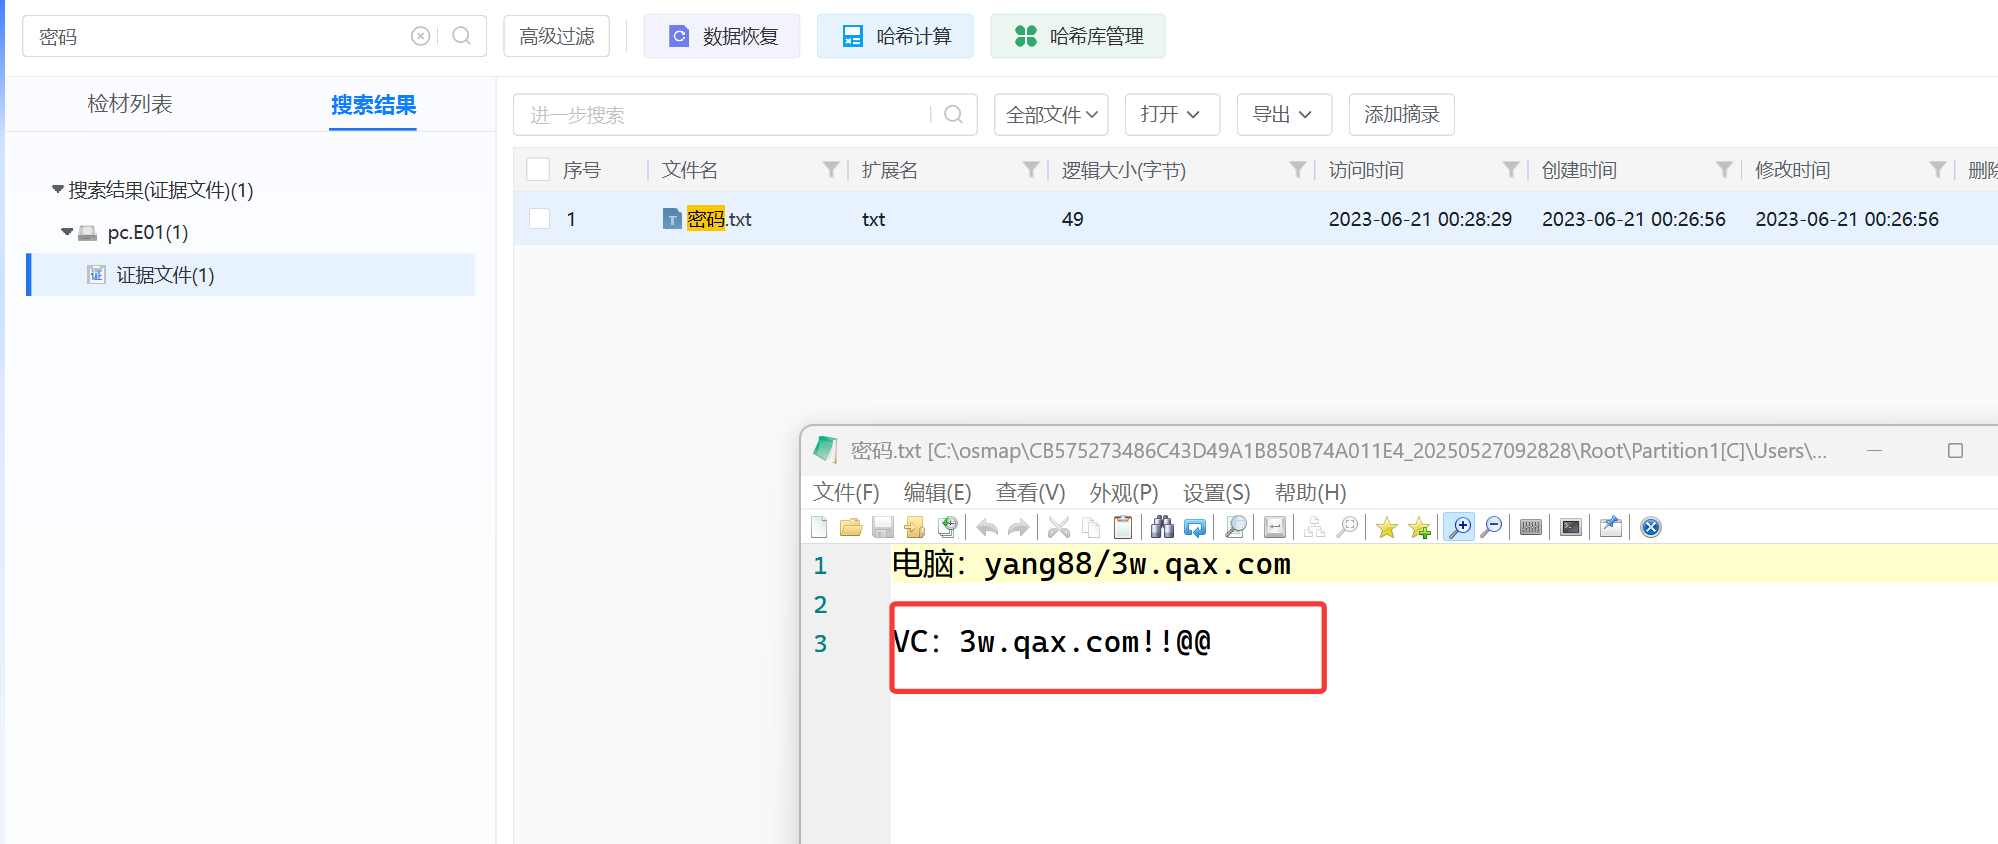 密码
高级过滤
数据恢复
哈希计算
哈希库管理
检材列表
搜索结果
进一步搜索
全部文件
打开
导出
添加摘录
搜索结果(证据文件)(1)
pc.E01(1)
证据文件(1)
序号 文件名 扩展名 逻辑大小(字节) 访问时间 创建时间 修改时间 删除
1 密码.txt txt 49 2023-06-21 00:28:29 2023-06-21 00:26:56 2023-06-21 00:26:56
密码.txt [C:\osmap\CB575273486C43D49A1B850B74A011E4_20250527092828\Root\Partition1[C]\Users\...
文件(F) 编辑(E) 查看(V) 外观(P) 设置(S) 帮助(H)
1 电脑：yang88/3w.qax.com
2
3 VC：3w.qax.com!!@@